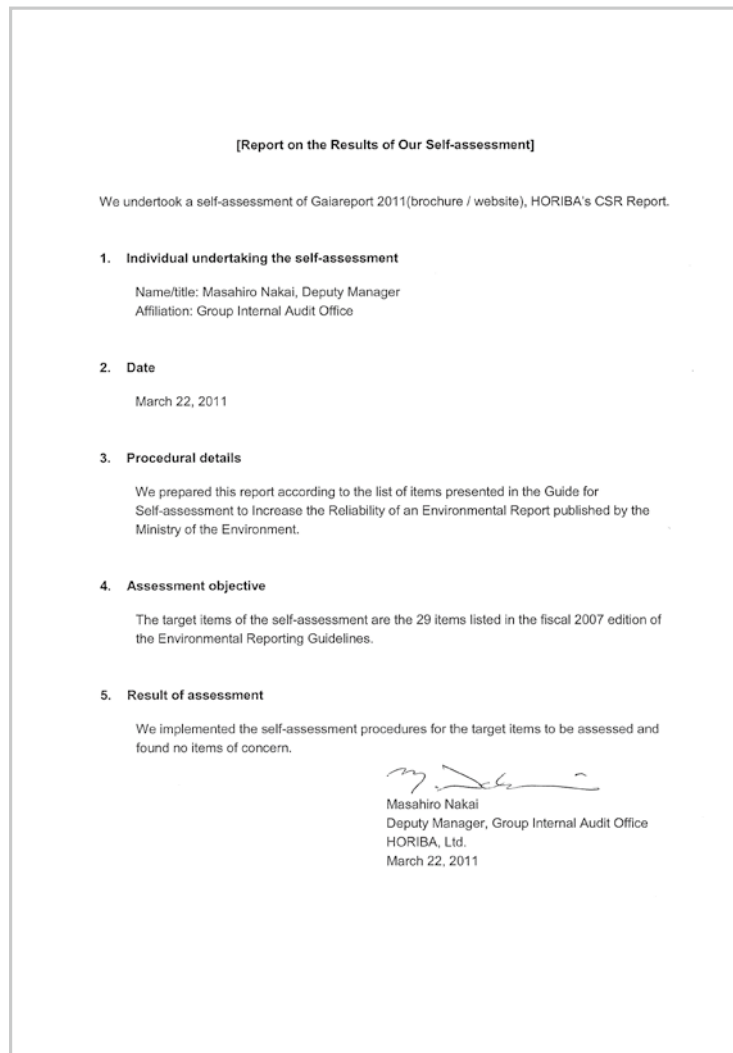 [Report on the Results of Our Self-assessment]
We undertook a self-assessment of Gaiareport 2011(brochure / website), HORIBA's CSR Report.
1. Individual undertaking the self-assessment
Name/title: Masahiro Nakai, Deputy Manager
Affiliation: Group Internal Audit Office
2. Date
March 22, 2011
3. Procedural details
We prepared this report according to the list of items presented in the Guide for
Self-assessment to Increase the Reliability of an Environmental Report published by the
Ministry of the Environment.
4. Assessment objective
The target items of the self-assessment are the 29 items listed in the fiscal 2007 edition of
the Environmental Reporting Guidelines.
5. Result of assessment
We implemented the self-assessment procedures for the target items to be assessed and
found no items of concern.
Masahiro Nakai
Deputy Manager, Group Internal Audit Office
HORIBA, Ltd.
March 22, 2011